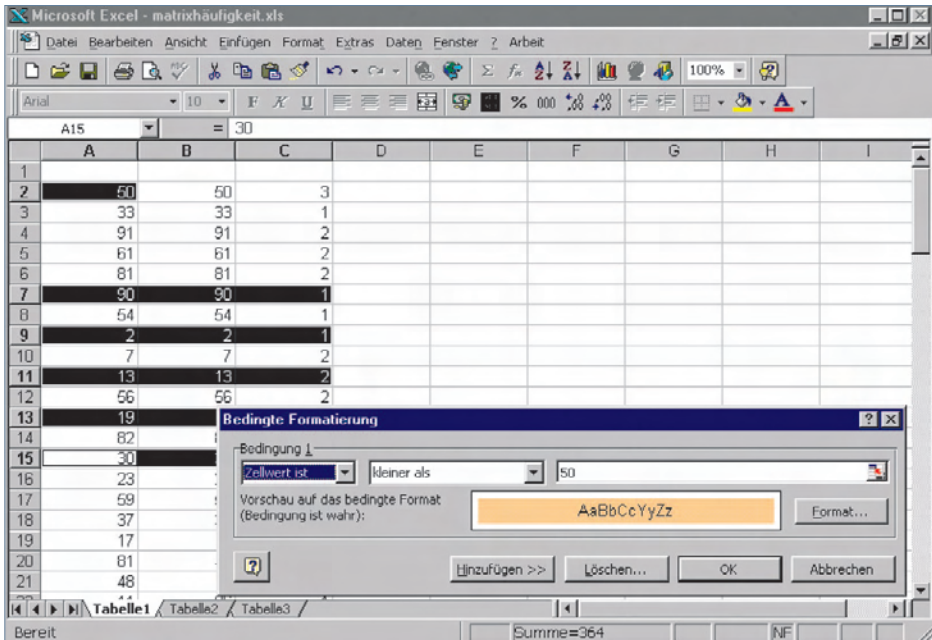 Microsoft Excel - matrixhäufigkeit.xls
Datei Bearbeiten Ansicht Einfügen Format Extras Daten Fenster ? Arbeit
100%
Arial 10 F K U % 000
A15 = 30
A B C D E F G H I
1
2 50 50 3
3 33 33 1
4 91 91 2
5 61 61 2
6 81 81 2
7 90 90 1
8 54 54 1
9 2 2 1
10 7 7 2
11 13 13 2
12 56 56 2
13 19
14 82
15 30
16 23
17 59
18 37
19 17
20 81
21 48
Bedingte Formatierung
Bedingung 1
Zellwert ist kleiner als 50
Vorschau auf das bedingte Format
(Bedingung ist wahr):
AaBbCcYyZz
Format...
Hinzufügen >> Löschen... OK Abbrechen
Tabelle1 Tabelle2 Tabelle3
Bereit Summe=364 NF